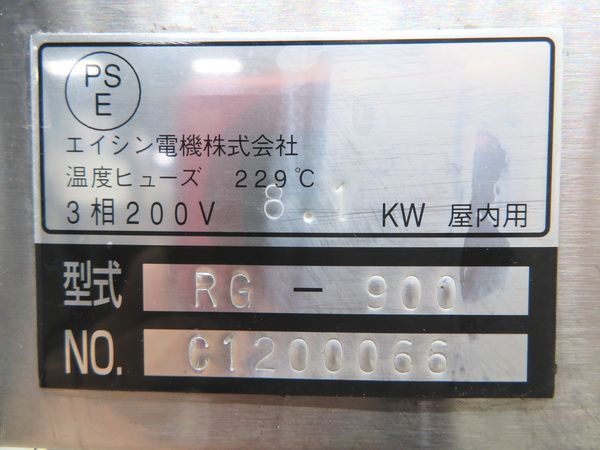 PS
E
エイシン電機株式会社
温度ヒューズ 229℃
3相200V 8.1 KW 屋内用
型式 RG-900
NO. C1200066